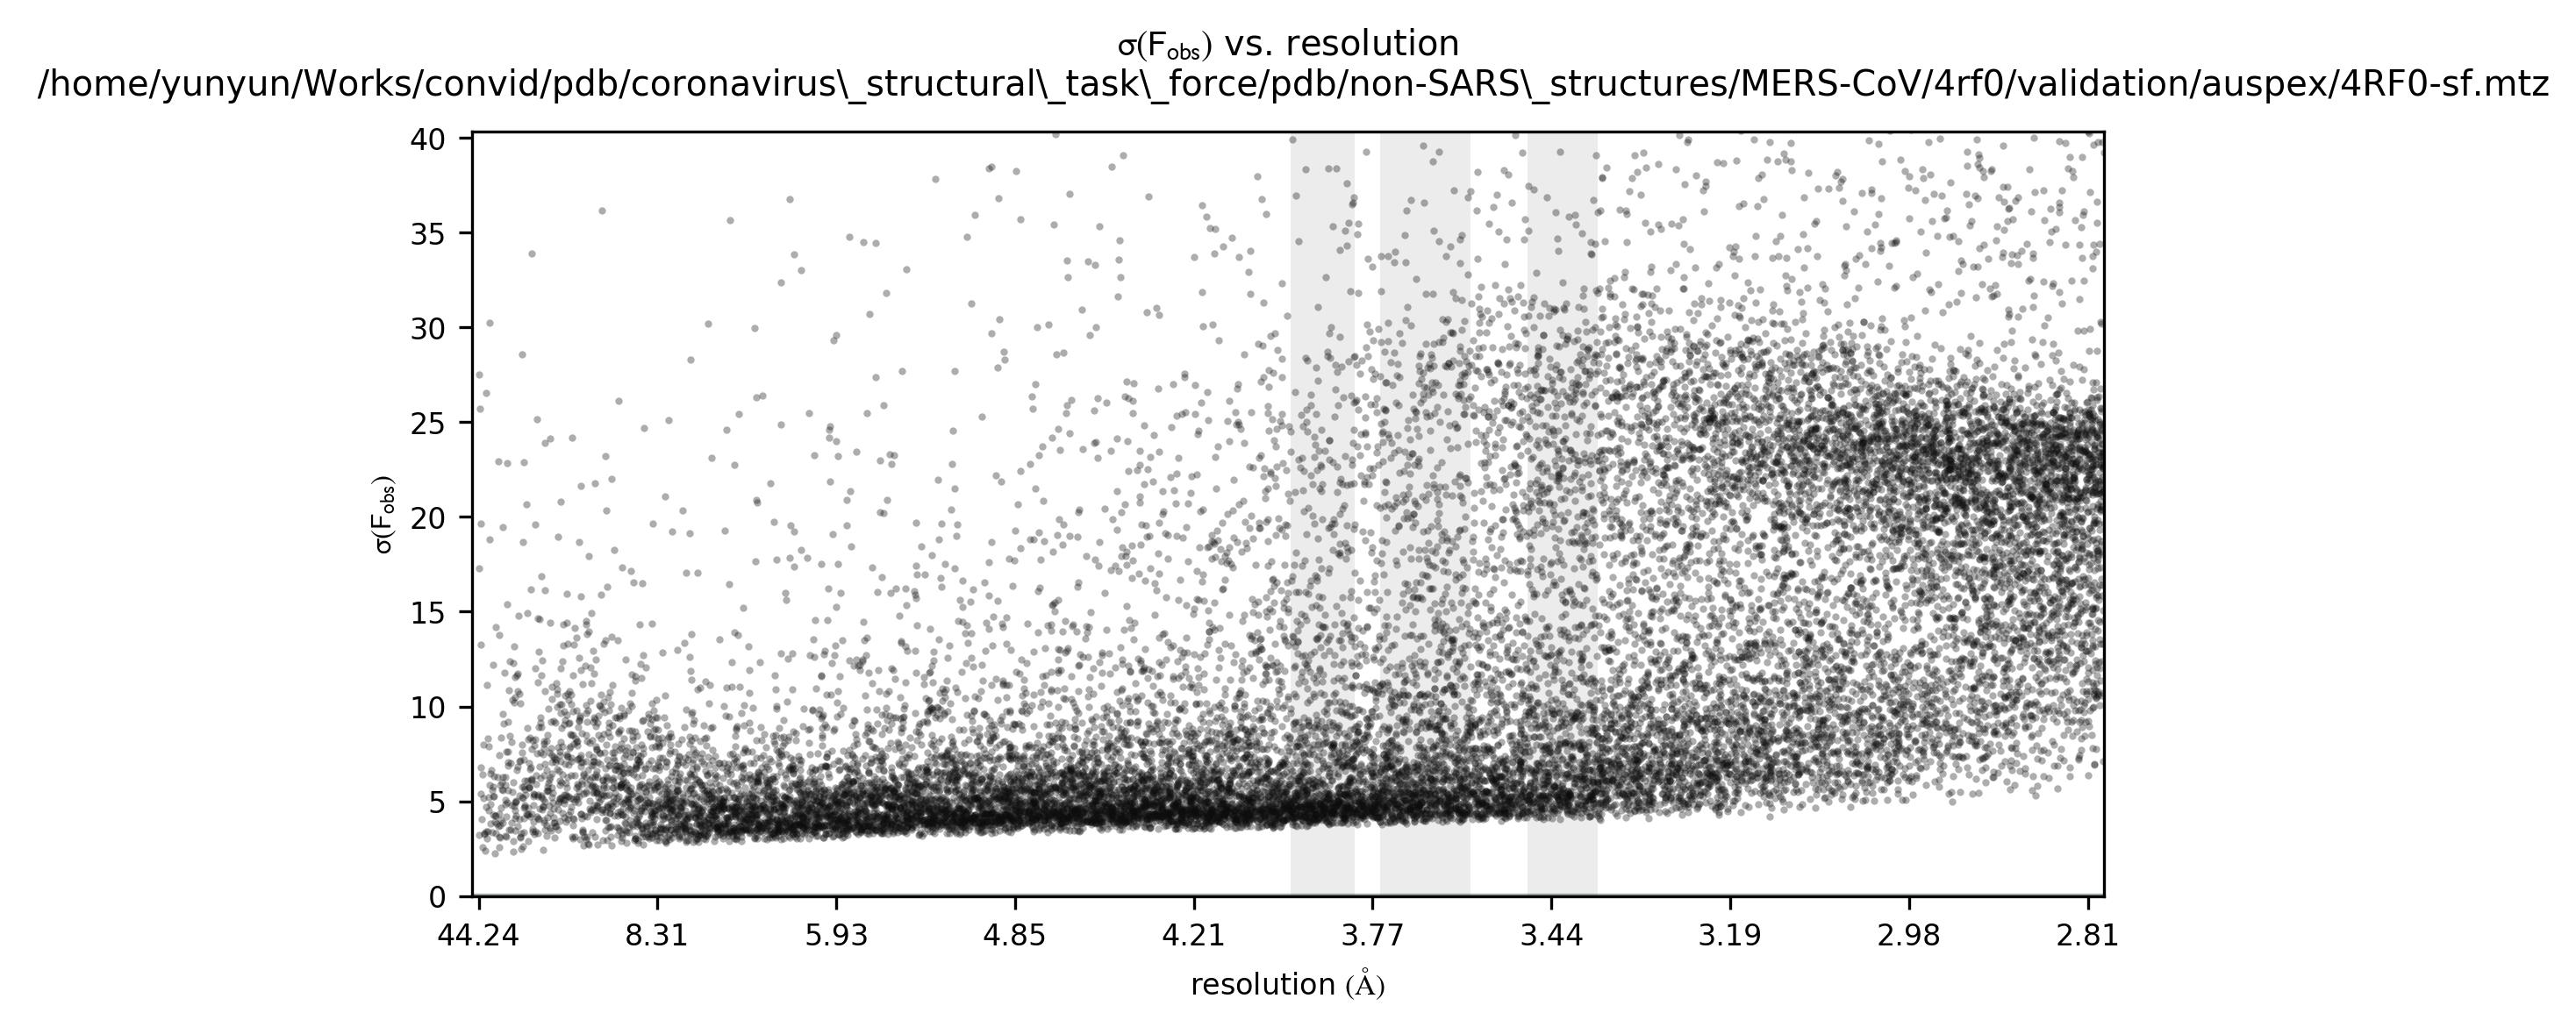 σ(F_obs) vs. resolution
/home/yunyun/Works/convid/pdb/coronavirus\_structural\_task\_force/pdb/non-SARS\_structures/MERS-CoV/4rf0/validation/auspex/4RF0-sf.mtz
40
35
30
25
20
15
10
5
0
σ(F_obs)
44.24 8.31 5.93 4.85 4.21 3.77 3.44 3.19 2.98 2.81
resolution (Å)